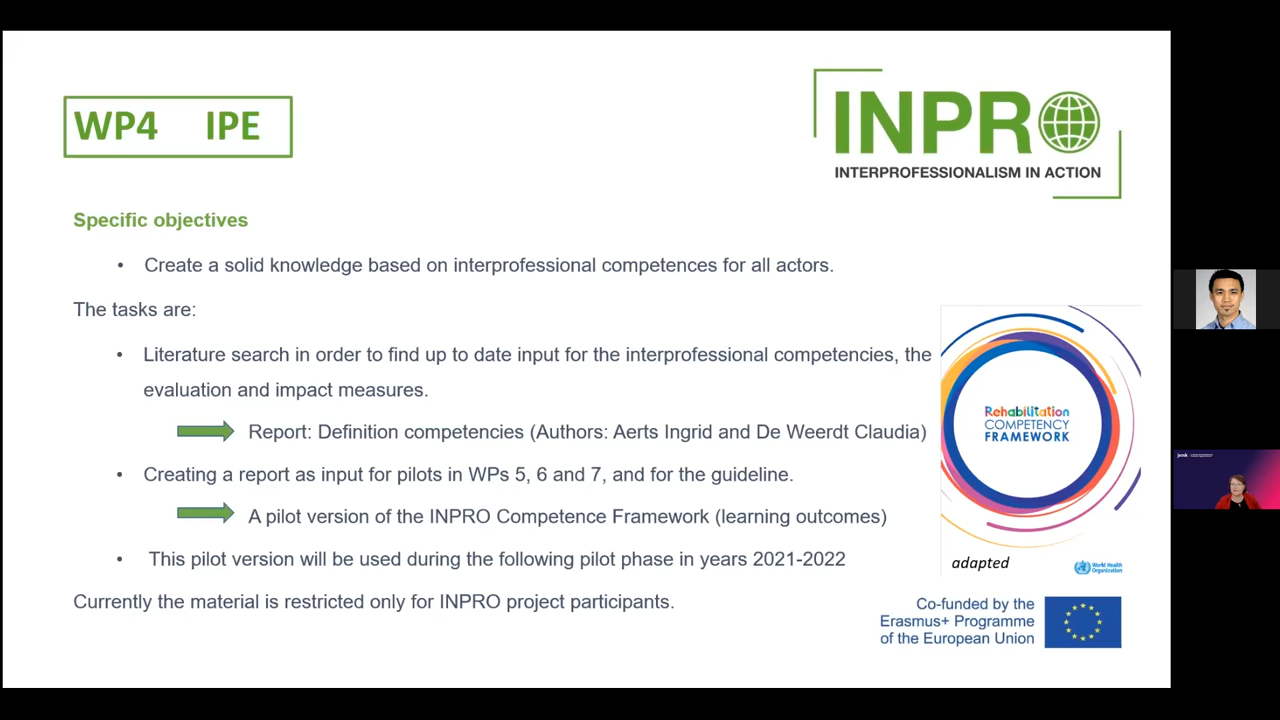 WP4 IPE
INPRO
INTERPROFESSIONALISM IN ACTION
Specific objectives
• Create a solid knowledge based on interprofessional competences for all actors.
The tasks are:
• Literature search in order to find up to date input for the interprofessional competencies, the
evaluation and impact measures.
Report: Definition competencies (Authors: Aerts Ingrid and De Weerdt Claudia)
• Creating a report as input for pilots in WPs 5, 6 and 7, and for the guideline.
A pilot version of the INPRO Competence Framework (learning outcomes)
• This pilot version will be used during the following pilot phase in years 2021-2022
Currently the material is restricted only for INPRO project participants.
Rehabilitation
COMPETENCY
FRAMEWORK
adapted
World Health
Organization
Co-funded by the
Erasmus+ Programme
of the European Union
jamk